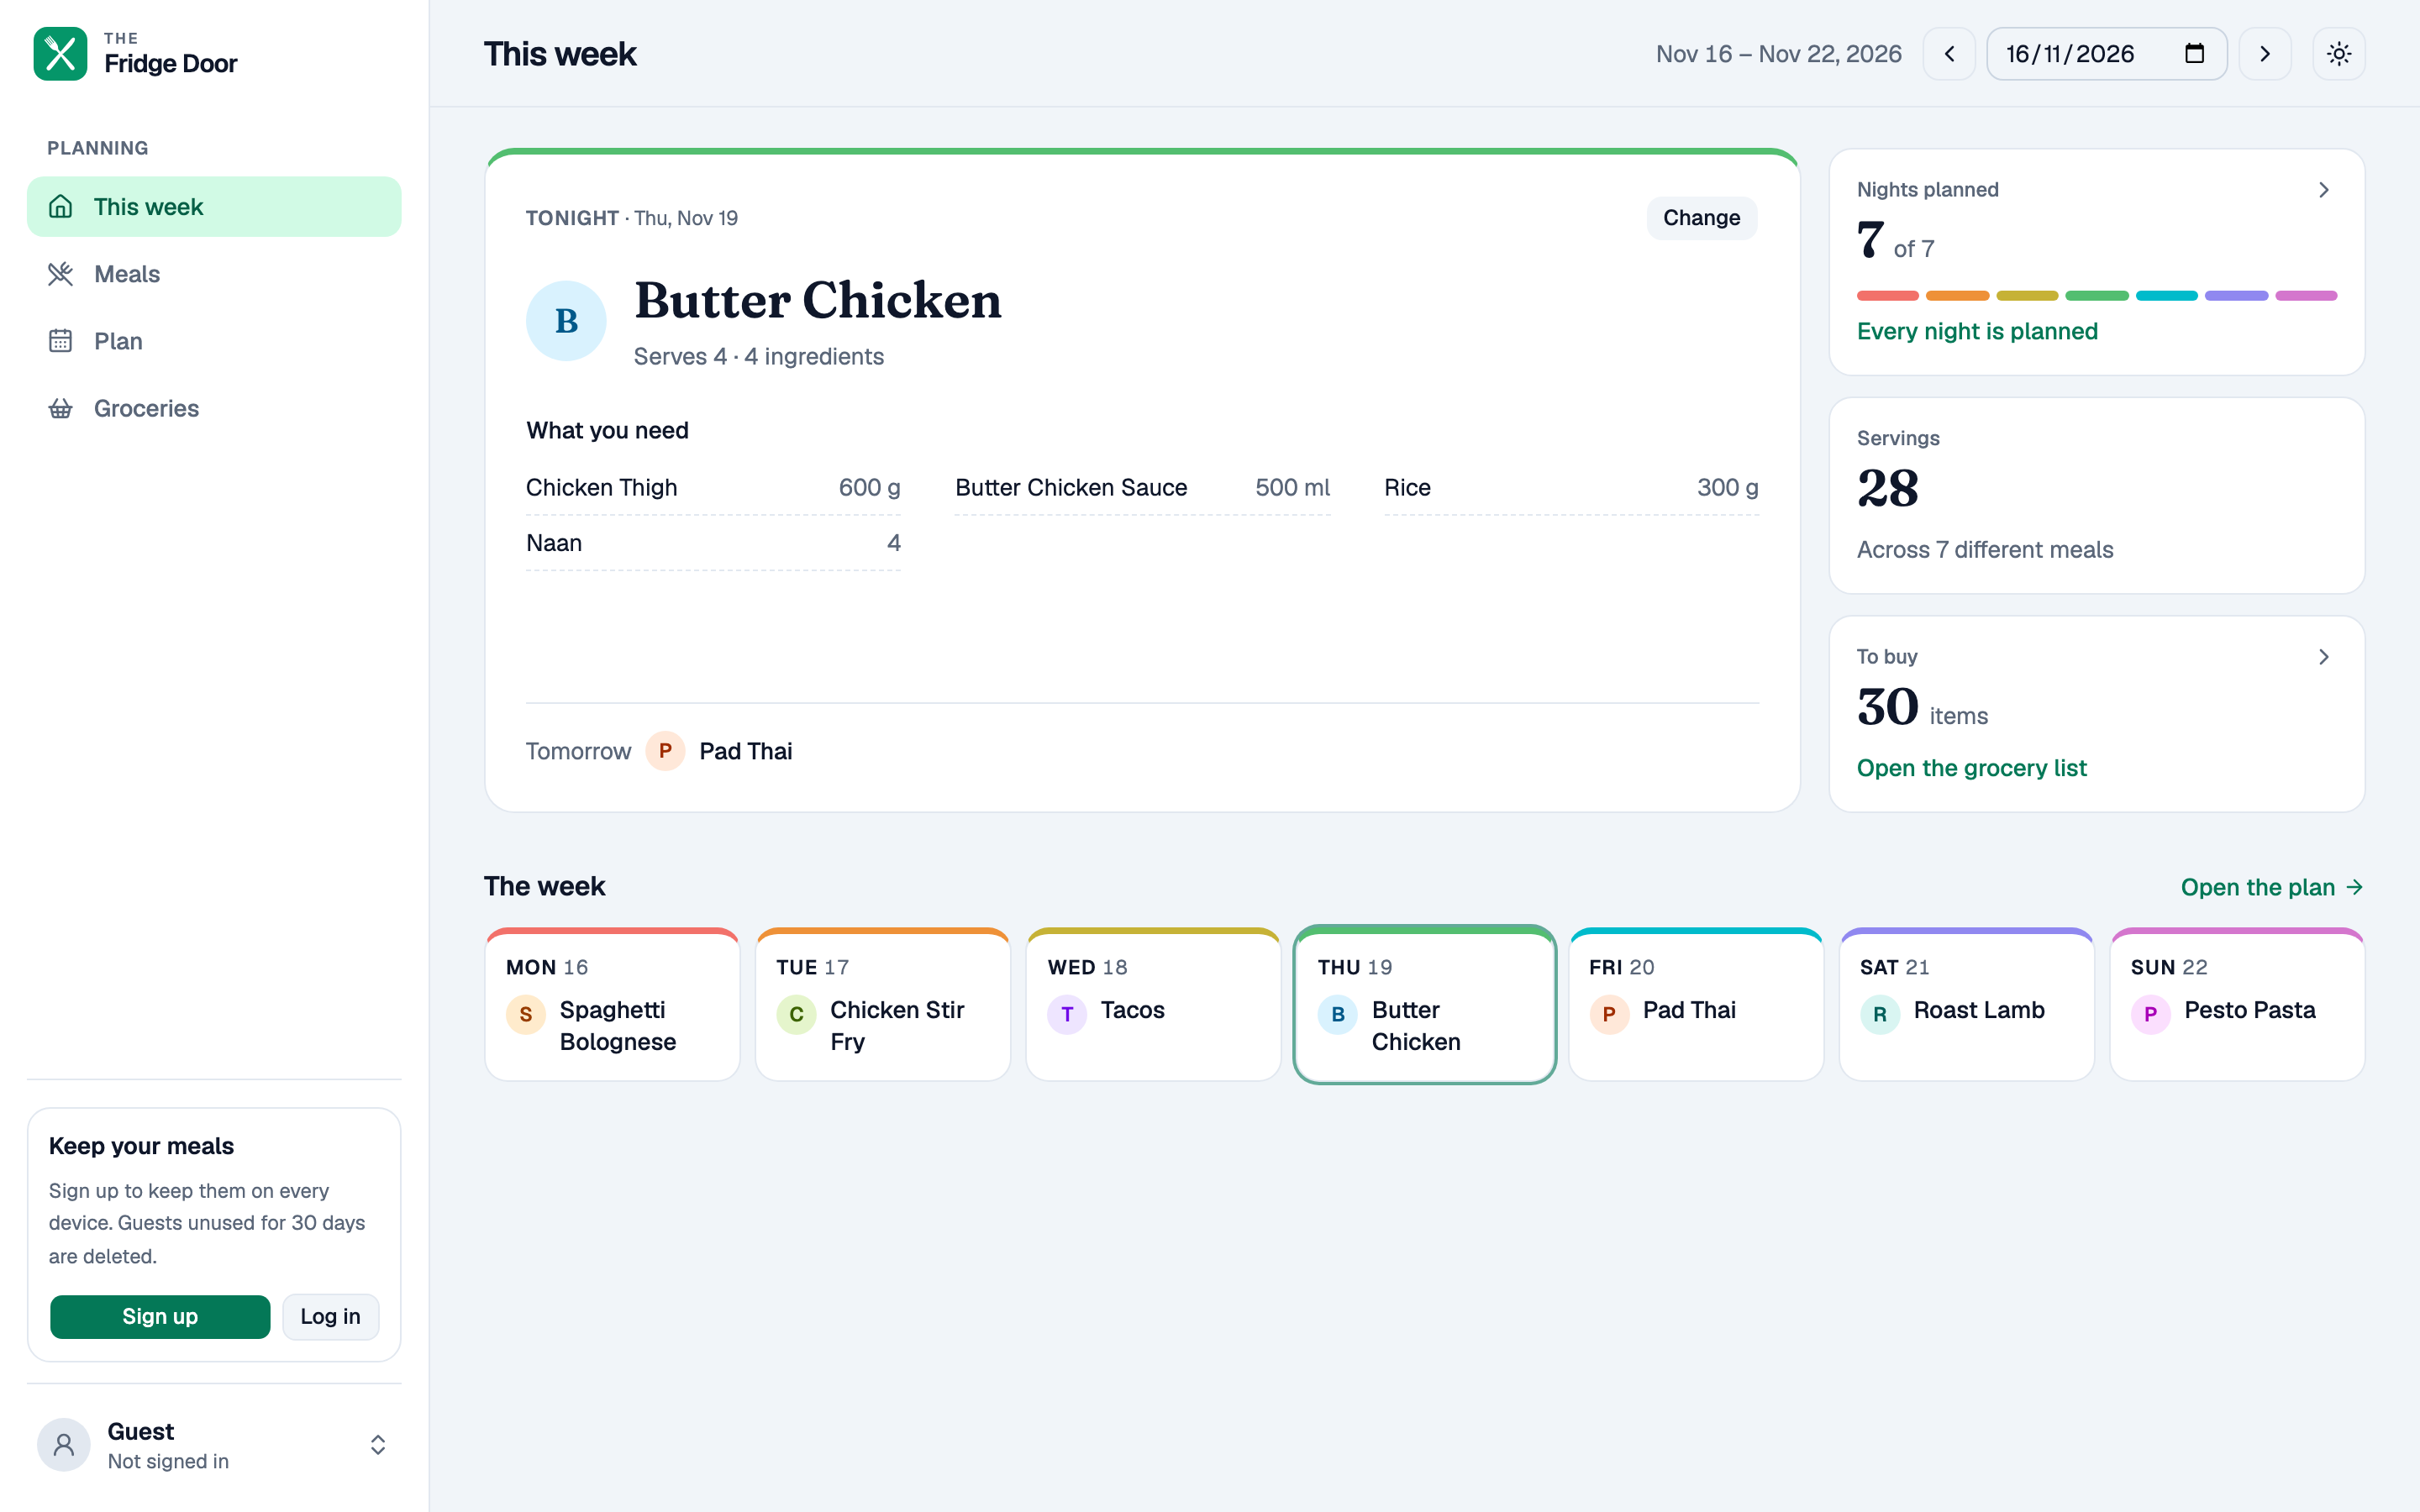 THE
Fridge Door
PLANNING
This week
Meals
Plan
Groceries
Keep your meals
Sign up to keep them on every
device. Guests unused for 30 days
are deleted.
Sign up
Log in
Guest
Not signed in
This week
Nov 16 – Nov 22, 2026
16/11/2026
TONIGHT · Thu, Nov 19
Change
B
Butter Chicken
Serves 4 · 4 ingredients
What you need
Chicken Thigh 600 g
Butter Chicken Sauce 500 ml
Rice 300 g
Naan 4
Tomorrow P Pad Thai
Nights planned
7 of 7
Every night is planned
Servings
28
Across 7 different meals
To buy
30 items
Open the grocery list
The week
Open the plan →
MON 16
S Spaghetti
Bolognese
TUE 17
C Chicken Stir
Fry
WED 18
T Tacos
THU 19
B Butter
Chicken
FRI 20
P Pad Thai
SAT 21
R Roast Lamb
SUN 22
P Pesto Pasta